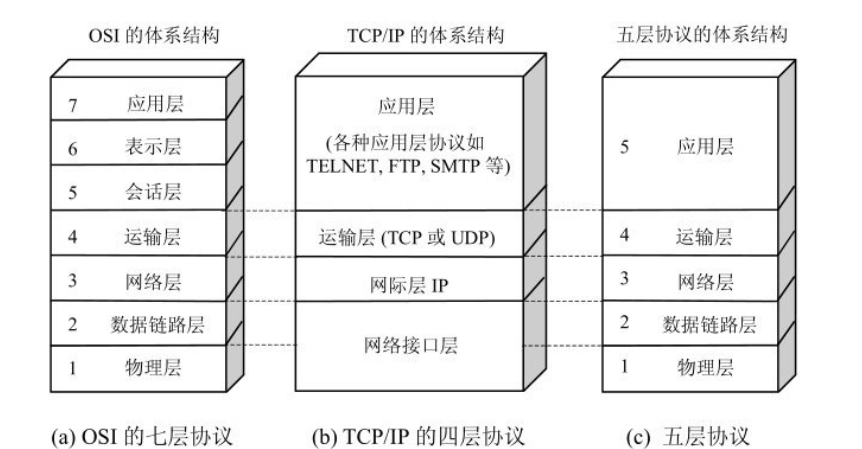 OSI 的体系结构
7 应用层
6 表示层
5 会话层
4 运输层
3 网络层
2 数据链路层
1 物理层
(a) OSI 的七层协议
TCP/IP 的体系结构
应用层
(各种应用层协议如
TELNET, FTP, SMTP 等)
运输层 (TCP 或 UDP)
网际层 IP
网络接口层
(b) TCP/IP 的四层协议
五层协议的体系结构
5 应用层
4 运输层
3 网络层
2 数据链路层
1 物理层
(c) 五层协议